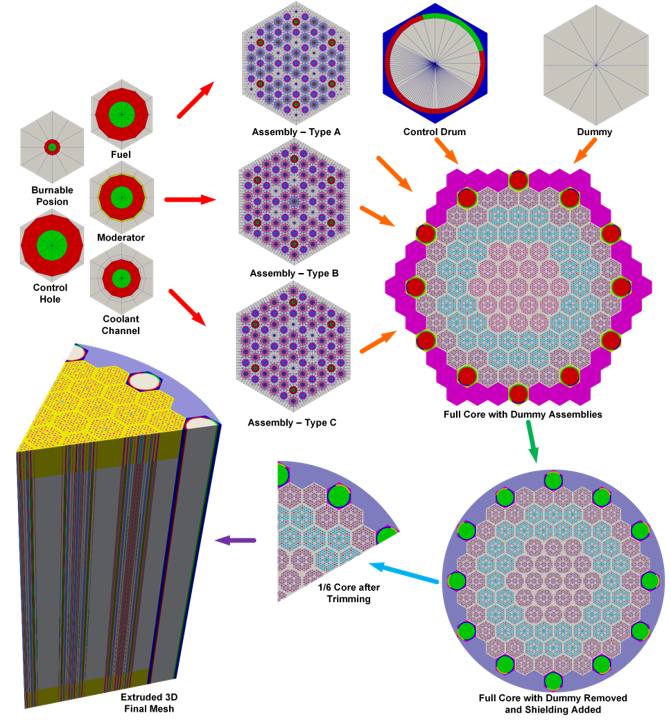 Assembly – Type A
Control Drum
Dummy
Fuel
Burnable
Posion
Moderator
Assembly – Type B
Control
Hole
Coolant
Channel
Assembly – Type C
Full Core with Dummy Assemblies
1/6 Core after
Trimming
Extruded 3D
Final Mesh
Full Core with Dummy Removed
and Shielding Added